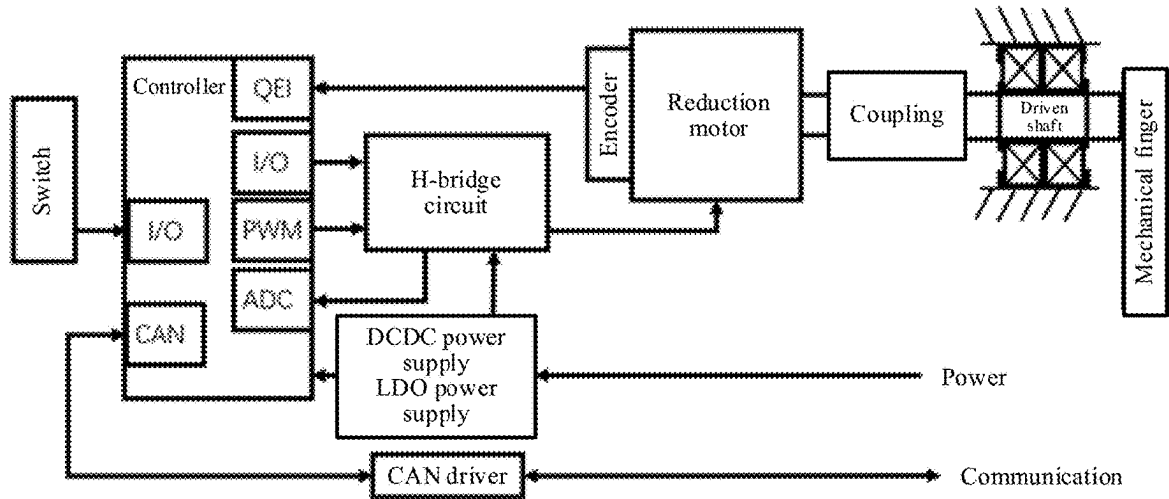 Switch
Controller
QEI
I/O
PWM
ADC
I/O
CAN
H-bridge
circuit
Encoder
Reduction
motor
Coupling
Driven
shaft
Mechanical finger
DCDC power
supply
LDO power
supply
Power
CAN driver
Communication